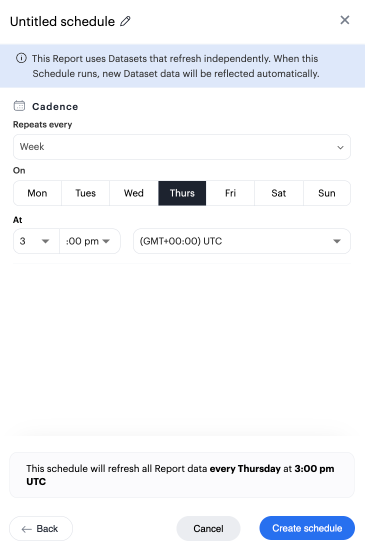 Untitled schedule
This Report uses Datasets that refresh independently. When this
Schedule runs, new Dataset data will be reflected automatically.
Cadence
Repeats every
Week
On
Mon Tues Wed Thurs Fri Sat Sun
At
3 :00 pm (GMT+00:00) UTC
This schedule will refresh all Report data every Thursday at 3:00 pm
UTC
Back Cancel Create schedule